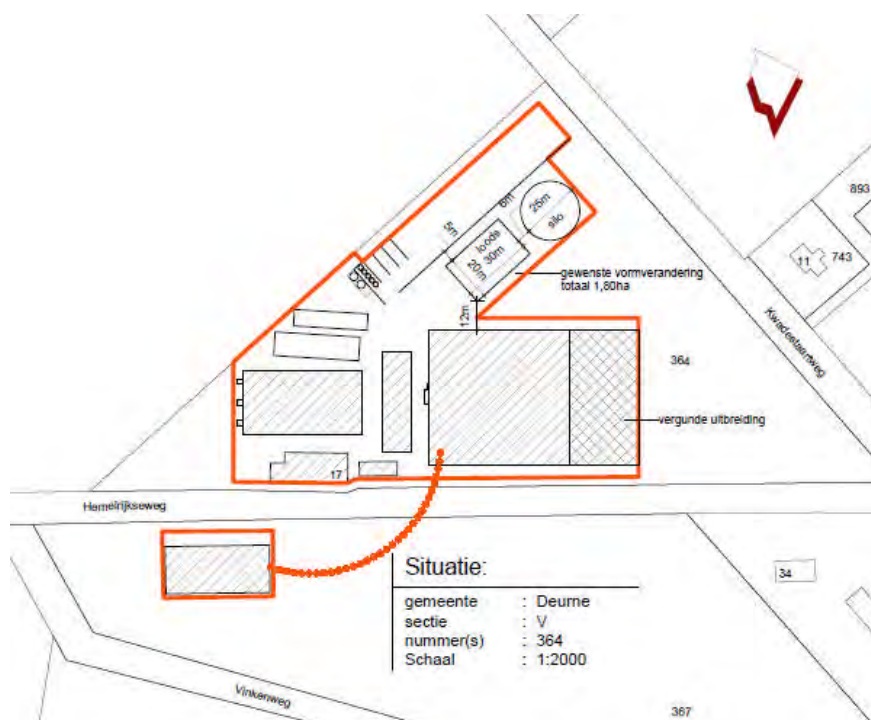 893
743
11
Kwadestaartweg
6m
25m
silo
5m
loods
30m
20m
gewenste vormverandering
totaal 1,80ha
12m
364
vergunde uitbreiding
17
Hemelrijkseweg
Situatie:
gemeente : Deurne
sectie : V
nummer(s) : 364
Schaal : 1:2000
34
Vinkenweg
367